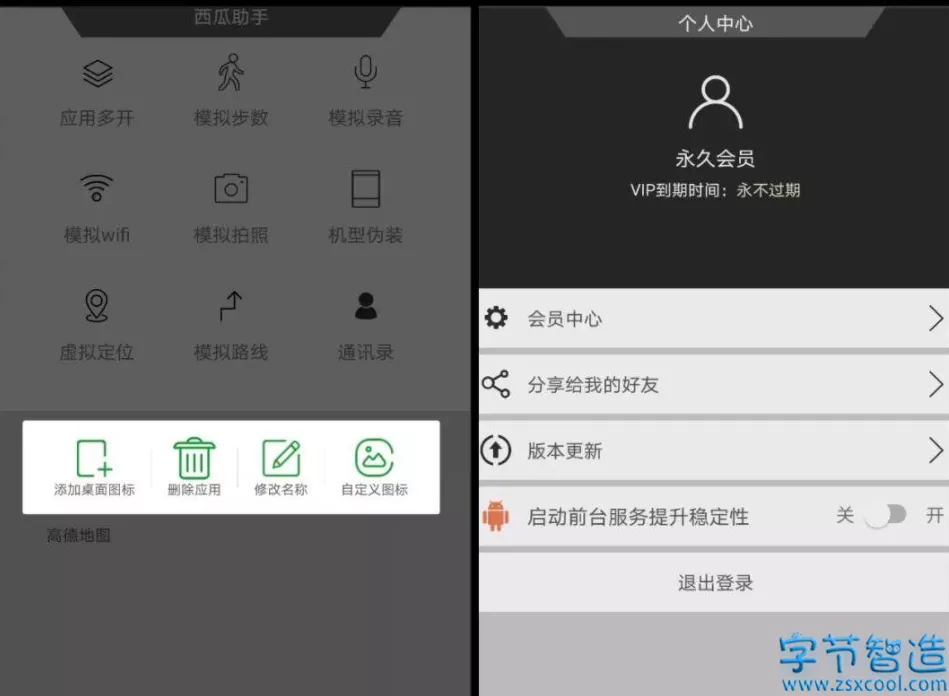 西瓜助手
应用多开
模拟步数
模拟录音
模拟wifi
模拟拍照
机型伪装
虚拟定位
模拟路线
通讯录
添加桌面图标
删除应用
修改名称
自定义图标
高德地图
个人中心
永久会员
VIP到期时间：永不过期
会员中心
分享给我的好友
版本更新
启动前台服务提升稳定性
关
开
退出登录
字节智造
www.zsxcool.com